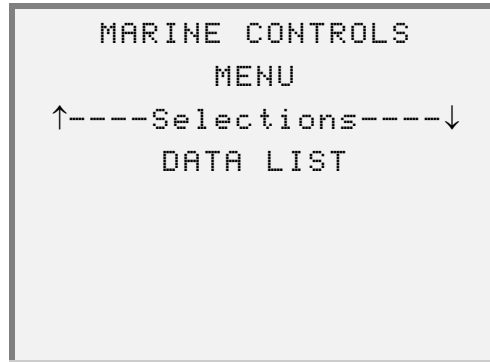 MARINE CONTROLS
MENU
↑----Selections----↓
DATA LIST